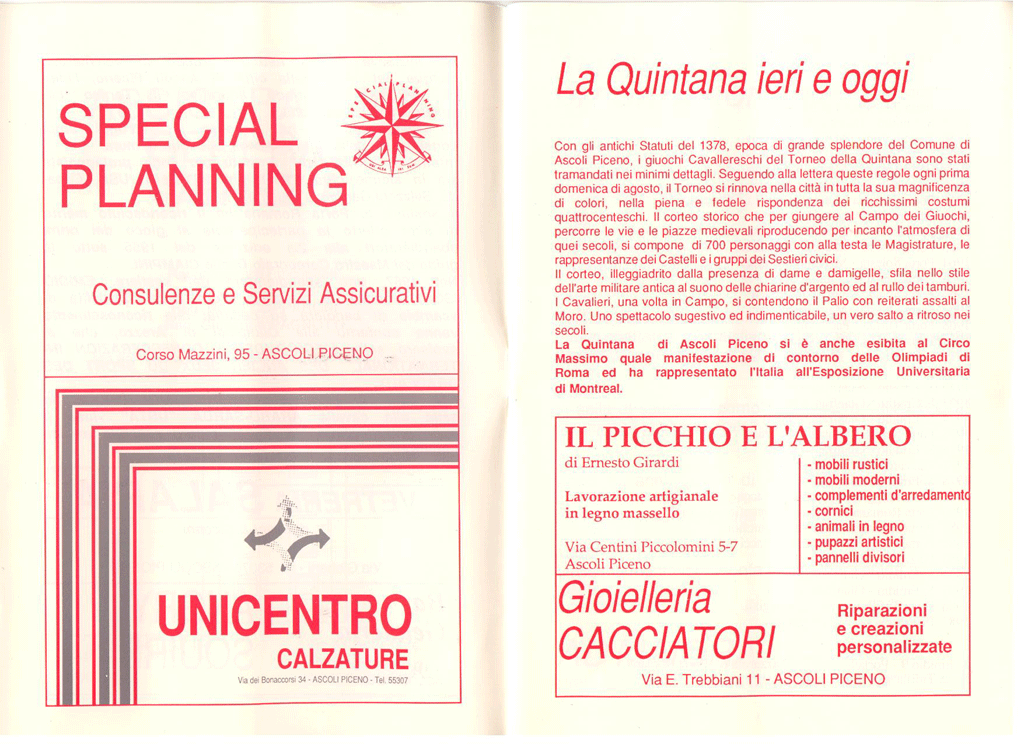 SPECIAL
PLANNING
SPECIAL PLANNING
Consulenze e Servizi Assicurativi
Corso Mazzini, 95 - ASCOLI PICENO
UNICENTRO
CALZATURE
Via dei Bonaccorsi 34 - ASCOLI PICENO - Tel. 55307
La Quintana ieri e oggi
Con gli antichi Statuti del 1378, epoca di grande splendore del Comune di
Ascoli Piceno, i giuochi Cavallereschi del Torneo della Quintana sono stati
tramandati nei minimi dettagli. Seguendo alla lettera queste regole ogni prima
domenica di agosto, il Torneo si rinnova nella città in tutta la sua magnificenza
di colori, nella piena e fedele rispondenza dei ricchissimi costumi
quattrocenteschi. Il corteo storico che per giungere al Campo dei Giuochi,
percorre le vie e le piazze medievali riproducendo per incanto l'atmosfera di
quei secoli, si compone di 700 personaggi con alla testa le Magistrature, le
rappresentanze dei Castelli e i gruppi dei Sestieri civici.
Il corteo, illeggiadrito dalla presenza di dame e damigelle, sfila nello stile
dell'arte militare antica al suono delle chiarine d'argento ed al rullo dei tamburi.
I Cavalieri, una volta in Campo, si contendono il Palio con reiterati assalti al
Moro. Uno spettacolo sugestivo ed indimenticabile, un vero salto a ritroso nei
secoli.
La Quintana di Ascoli Piceno si è anche esibita al Circo
Massimo quale manifestazione di contorno delle Olimpiadi di
Roma ed ha rappresentato l'Italia all'Esposizione Universitaria
di Montreal.
IL PICCHIO E L'ALBERO
di Ernesto Girardi
Lavorazione artigianale
in legno massello
Via Centini Piccolomini 5-7
Ascoli Piceno
- mobili rustici
- mobili moderni
- complementi d'arredamento
- cornici
- animali in legno
- pupazzi artistici
- pannelli divisori
Gioielleria
CACCIATORI
Riparazioni
e creazioni
personalizzate
Via E. Trebbiani 11 - ASCOLI PICENO